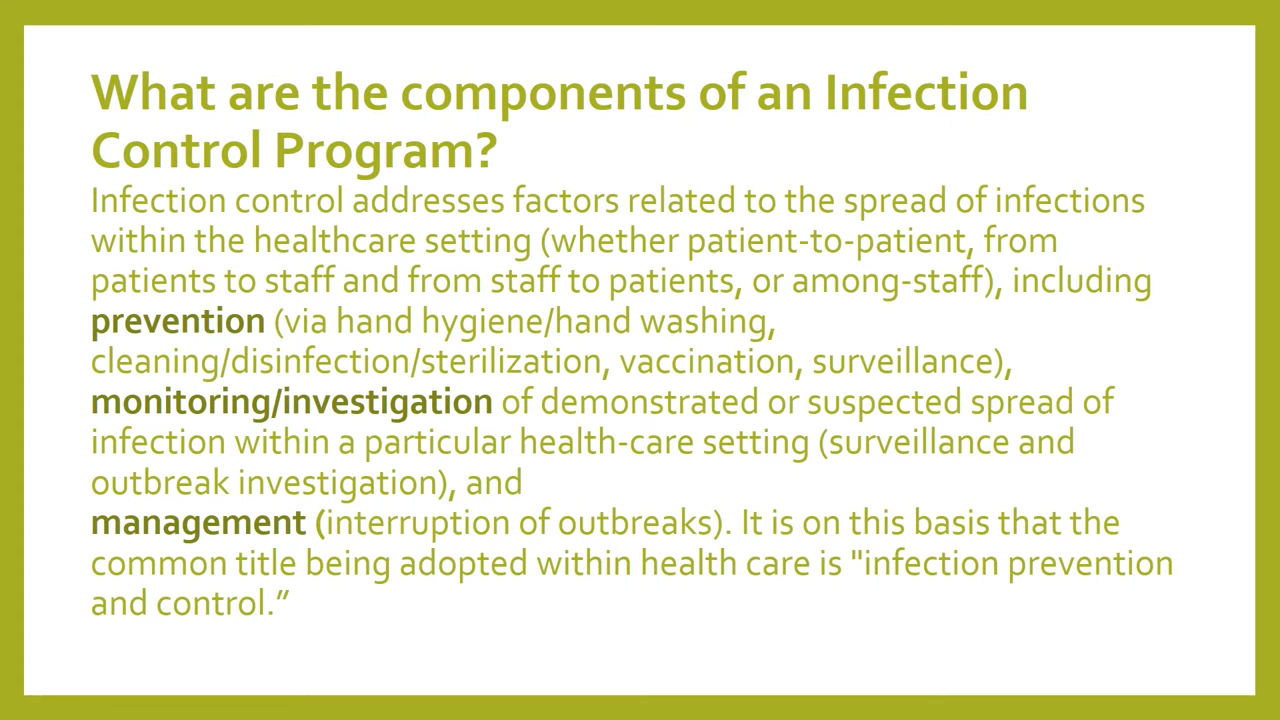 What are the components of an Infection
Control Program?
Infection control addresses factors related to the spread of infections
within the healthcare setting (whether patient-to-patient, from
patients to staff and from staff to patients, or among-staff), including
prevention (via hand hygiene/hand washing,
cleaning/disinfection/sterilization, vaccination, surveillance),
monitoring/investigation of demonstrated or suspected spread of
infection within a particular health-care setting (surveillance and
outbreak investigation), and
management (interruption of outbreaks). It is on this basis that the
common title being adopted within health care is "infection prevention
and control.”